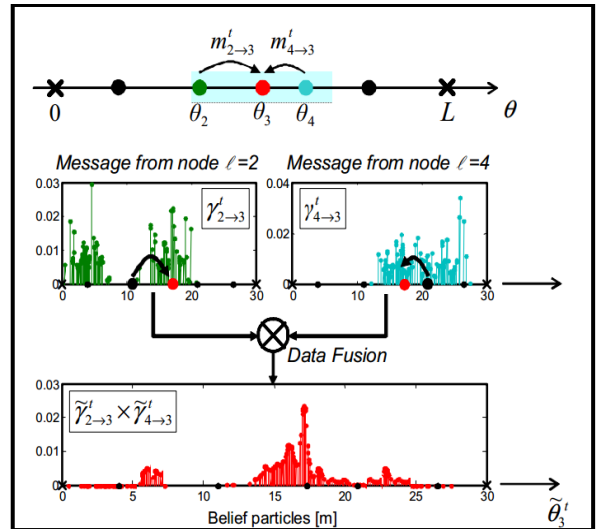 m^t_{2→3} m^t_{4→3}
0 θ_2 θ_3 θ_4 L θ
Message from node ℓ=2 Message from node ℓ=4
0.03 0.02 0.01 0 γ^t_{2→3} 0 10 20 30
0.04 0.02 0 γ^t_{4→3} 0 10 20 30
Data Fusion
0.03 0.02 0.01 0 γ̃^t_{2→3} × γ̃^t_{4→3}
0 5 10 15 20 25 30 θ̃_3^t
Belief particles [m]